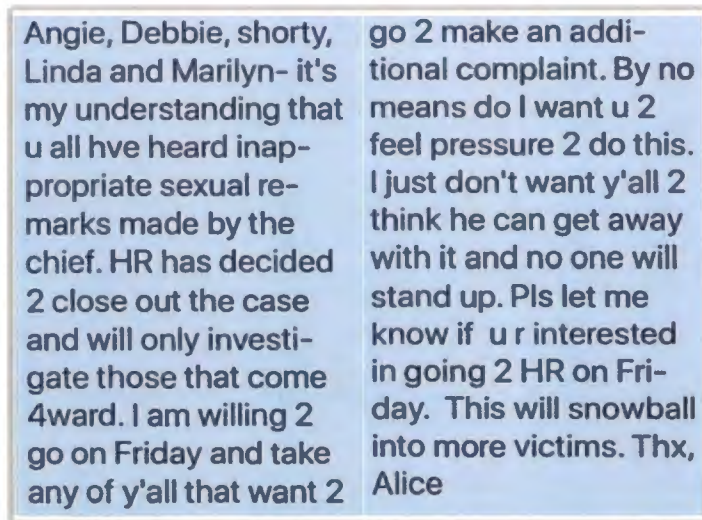 Angie, Debbie, shorty,
Linda and Marilyn- it's
my understanding that
u all hve heard inap-
propriate sexual re-
marks made by the
chief. HR has decided
2 close out the case
and will only investi-
gate those that come
4ward. I am willing 2
go on Friday and take
any of y'all that want 2
go 2 make an addi-
tional complaint. By no
means do I want u 2
feel pressure 2 do this.
I just don't want y'all 2
think he can get away
with it and no one will
stand up. Pls let me
know if  u r interested
in going 2 HR on Fri-
day.  This will snowball
into more victims. Thx,
Alice